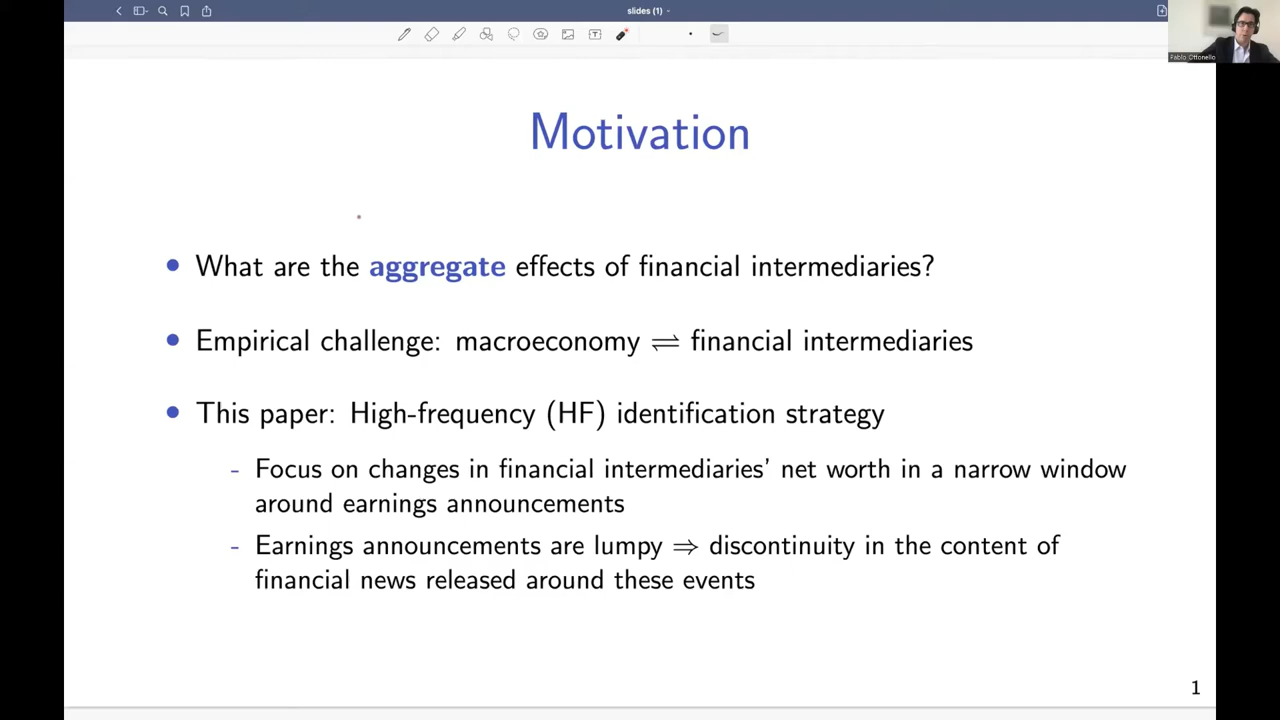 slides (1)
Pablo Ottonello
Motivation
• What are the aggregate effects of financial intermediaries?
• Empirical challenge: macroeconomy ⇌ financial intermediaries
• This paper: High-frequency (HF) identification strategy
- Focus on changes in financial intermediaries' net worth in a narrow window
around earnings announcements
- Earnings announcements are lumpy ⇒ discontinuity in the content of
financial news released around these events
1